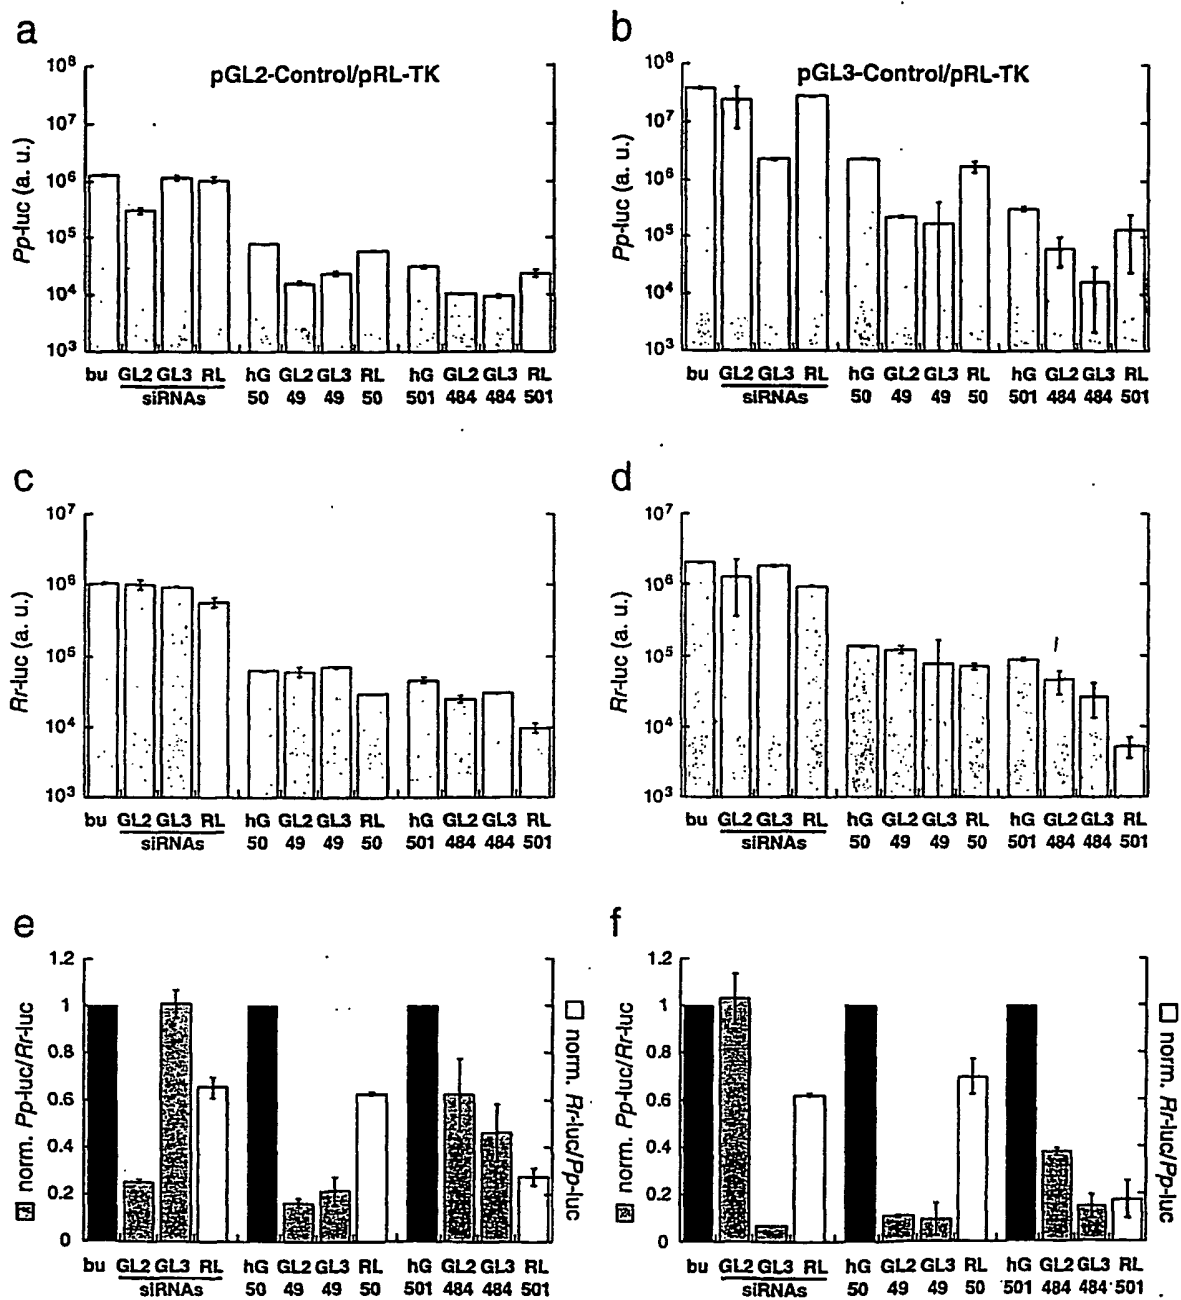 a
pGL2-Control/pRL-TK
Pp-luc (a. u.)
10⁸
10⁷
10⁶
10⁵
10⁴
10³
bu GL2 GL3 RL hG GL2 GL3 RL hG GL2 GL3 RL
siRNAs 50 49 49 50 501 484 484 501
b
pGL3-Control/pRL-TK
Pp-luc (a. u.)
10⁸
10⁷
10⁶
10⁵
10⁴
10³
bu GL2 GL3 RL hG GL2 GL3 RL hG GL2 GL3 RL
siRNAs 50 49 49 50 501 484 484 501
c
Rr-luc (a. u.)
10⁷
10⁶
10⁵
10⁴
10³
bu GL2 GL3 RL hG GL2 GL3 RL hG GL2 GL3 RL
siRNAs 50 49 49 50 501 484 484 501
d
Rr-luc (a. u.)
10⁷
10⁶
10⁵
10⁴
10³
bu GL2 GL3 RL hG GL2 GL3 RL hG GL2 GL3 RL
siRNAs 50 49 49 50 501 484 484 501
e
norm. Pp-luc/Rr-luc
1.2
1
0.8
0.6
0.4
0.2
0
norm. Rr-luc/Pp-luc
bu GL2 GL3 RL hG GL2 GL3 RL hG GL2 GL3 RL
siRNAs 50 49 49 50 501 484 484 501
f
norm. Pp-luc/Rr-luc
1.2
1
0.8
0.6
0.4
0.2
0
norm. Rr-luc/Pp-luc
bu GL2 GL3 RL hG GL2 GL3 RL hG GL2 GL3 RL
siRNAs 50 49 49 50 501 484 484 501